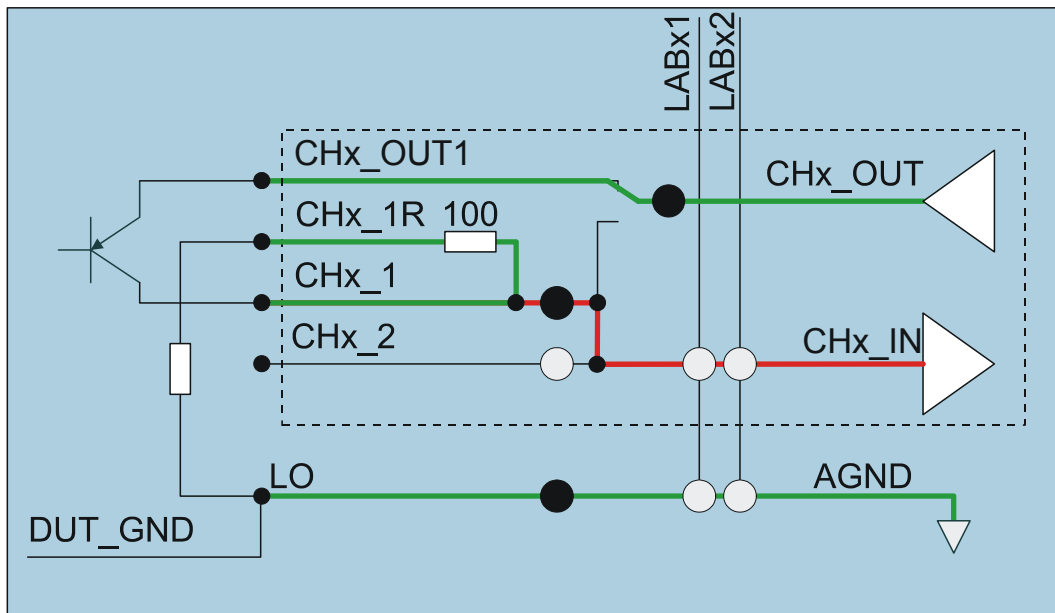 LABx1
LABx2
CHx_OUT1
CHx_OUT
CHx_1R 100
CHx_1
CHx_2
CHx_IN
LO
AGND
DUT_GND